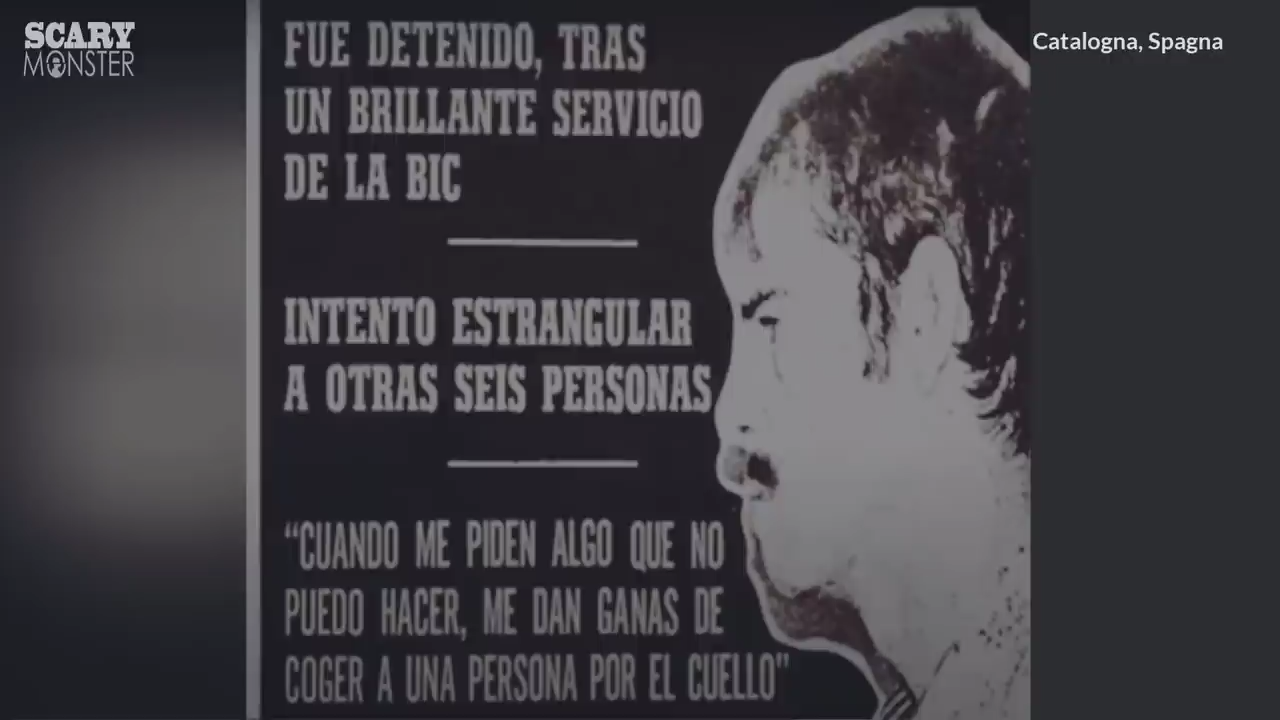 SCARY
MONSTER
Catalogna, Spagna
FUE DETENIDO, TRAS
UN BRILLANTE SERVICIO
DE LA BIC
INTENTO ESTRANGULAR
A OTRAS SEIS PERSONAS
“CUANDO ME PIDEN ALGO QUE NO
PUEDO HACER, ME DAN GANAS DE
COGER A UNA PERSONA POR EL CUELLO”